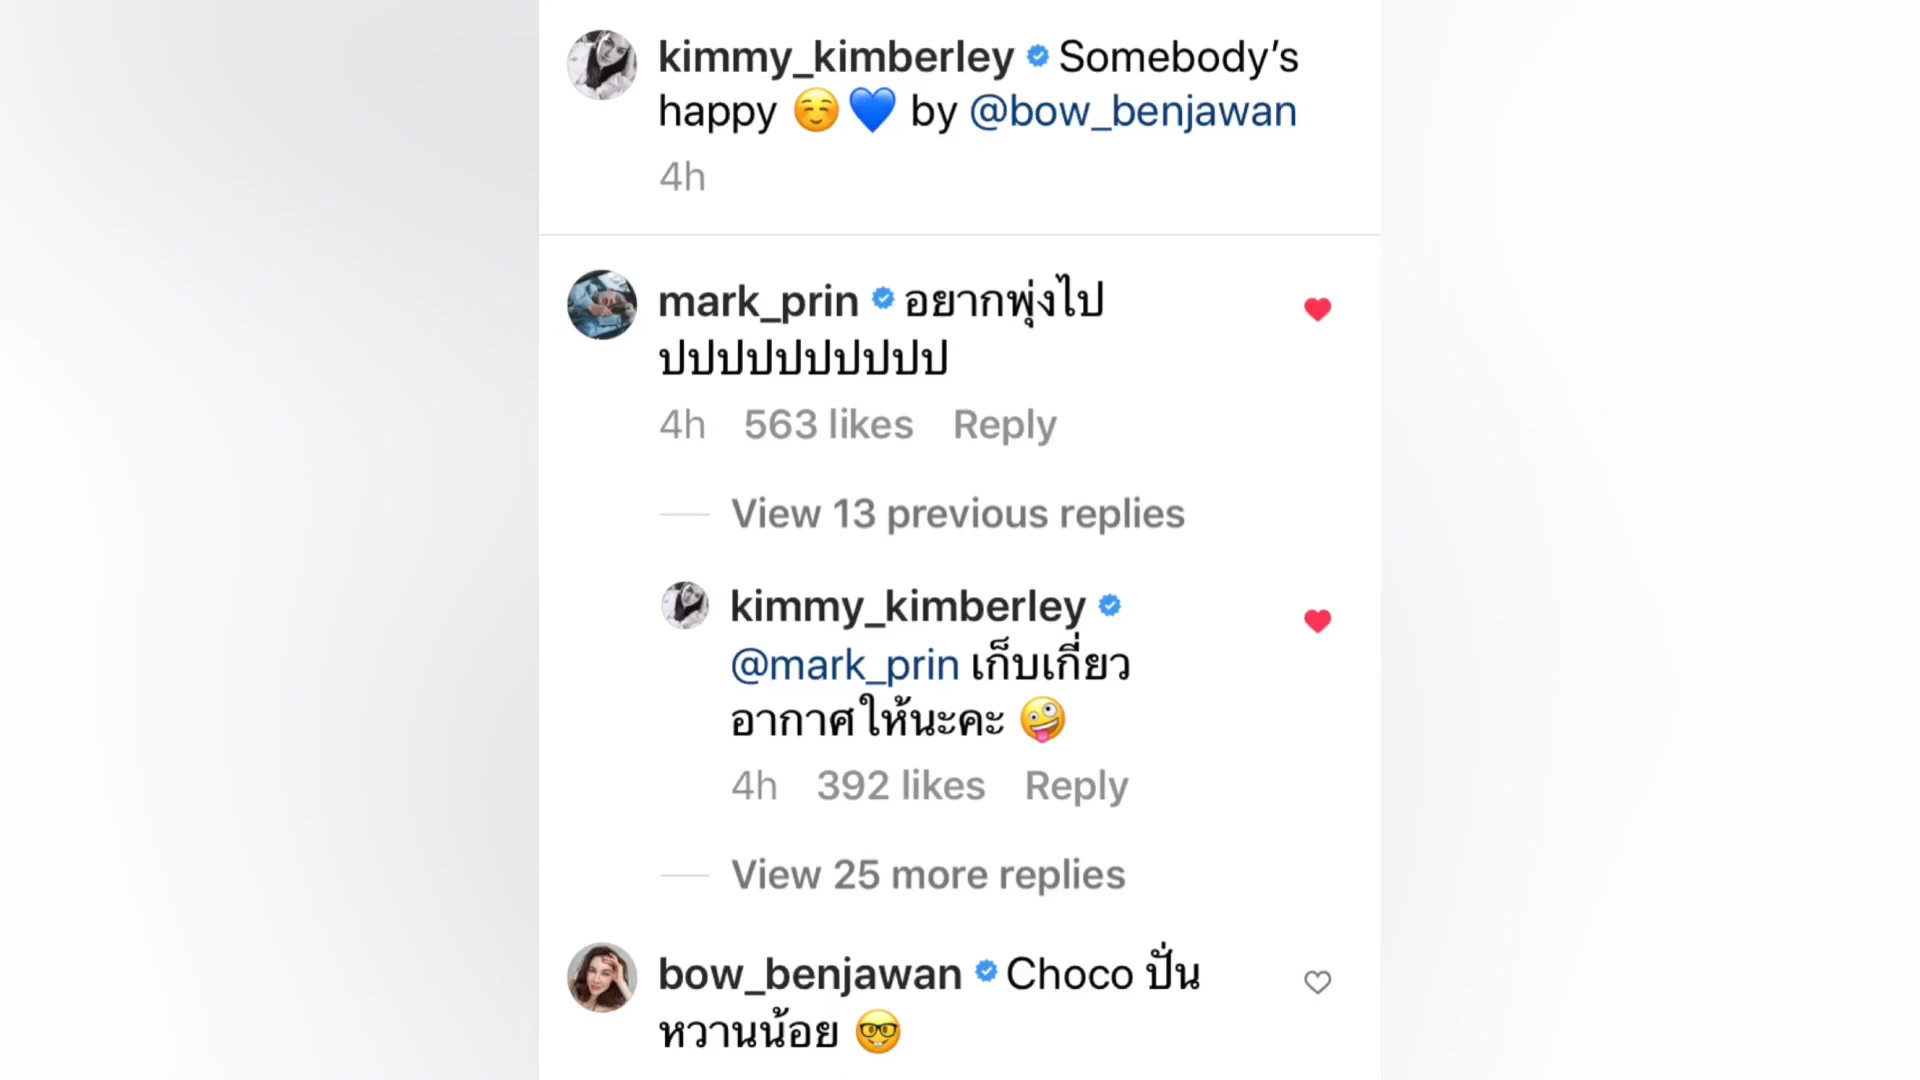 kimmy_kimberley Somebody’s
happy ☺️💙 by @bow_benjawan
4h
mark_prin อยากพุ่งไป
ปปปปปปปปปป
4h 563 likes Reply
View 13 previous replies
kimmy_kimberley
@mark_prin เก็บเกี่ยว
อากาศให้นะคะ 🤪
4h 392 likes Reply
View 25 more replies
bow_benjawan Choco ปั่น
หวานน้อย 🤓